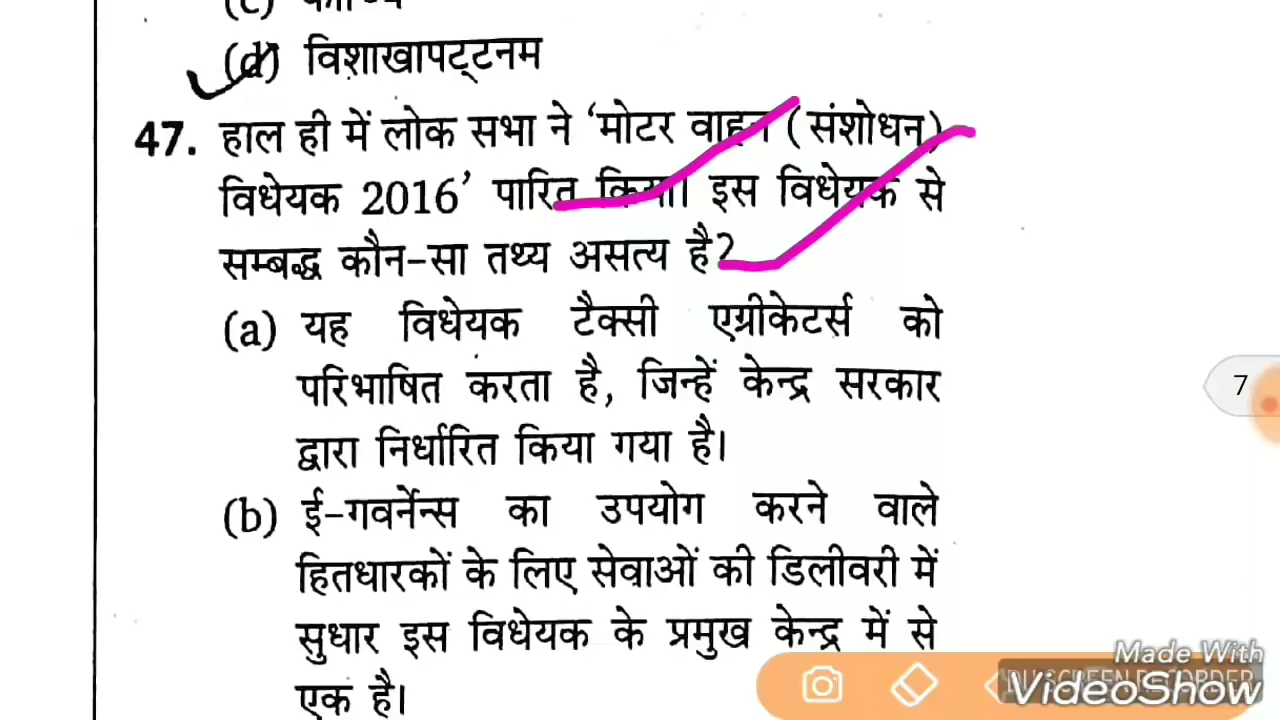 (d) विशाखापट्टनम
47. हाल ही में लोक सभा ने ‘मोटर वाहन (संशोधन)
विधेयक 2016’ पारित किया। इस विधेयक से
सम्बद्ध कौन-सा तथ्य असत्य है?
(a) यह विधेयक टैक्सी एग्रीकेटर्स को
परिभाषित करता है, जिन्हें केन्द्र सरकार
द्वारा निर्धारित किया गया है।
(b) ई-गवर्नेन्स का उपयोग करने वाले
हितधारकों के लिए सेवाओं की डिलीवरी में
सुधार इस विधेयक के प्रमुख केन्द्र में से
एक है।
7
Made With
VideoShow